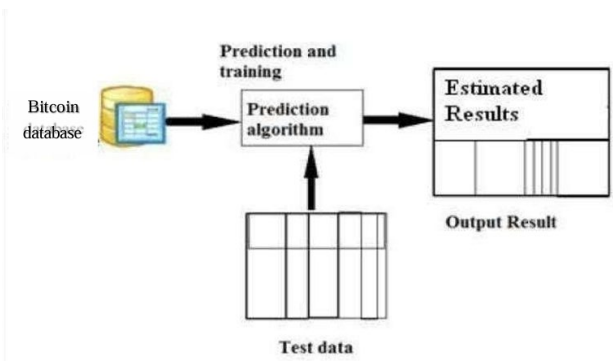 Prediction and
training
Bitcoin
database
Prediction
algorithm
Estimated
Results
Output Result
Test data